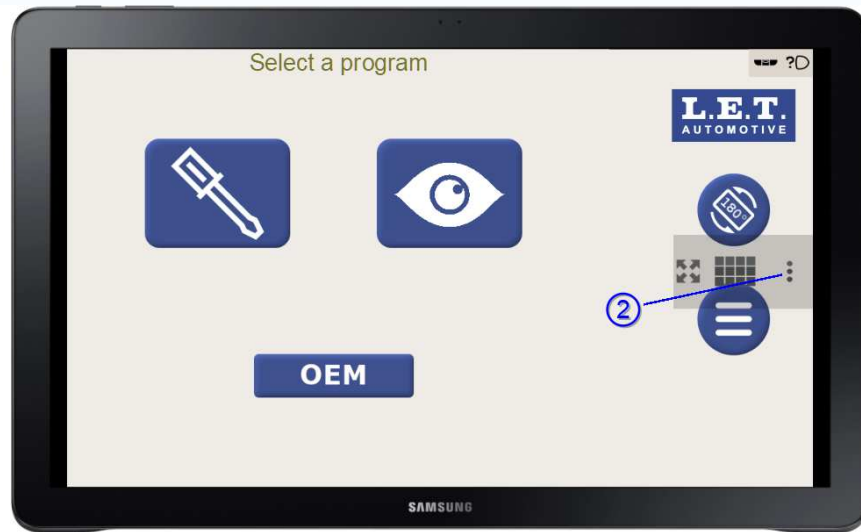 Select a program
?
L.E.T.
AUTOMOTIVE
180°
2
OEM
SAMSUNG